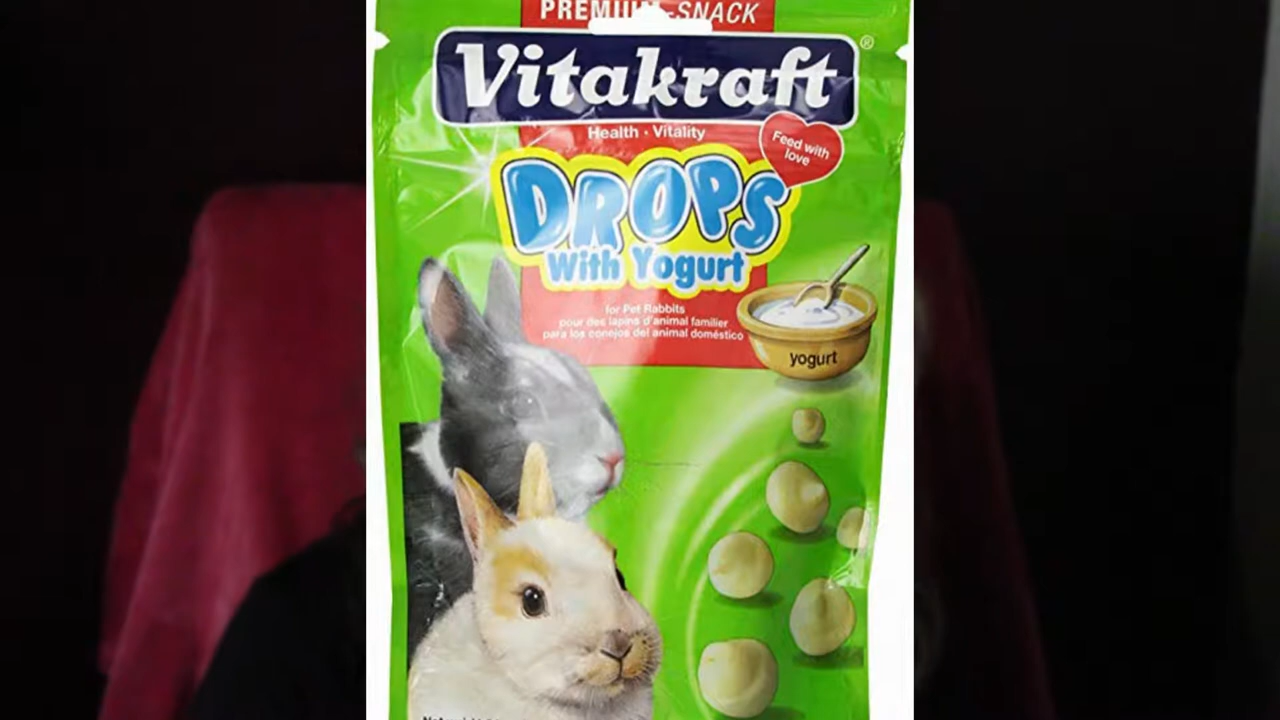 PREMIUM-SNACK
Vitakraft®
Health · Vitality
Feed with
love
DROPS
With Yogurt
for Pet Rabbits
pour des lapins d'animal familier
para los conejos del animal doméstico
yogurt